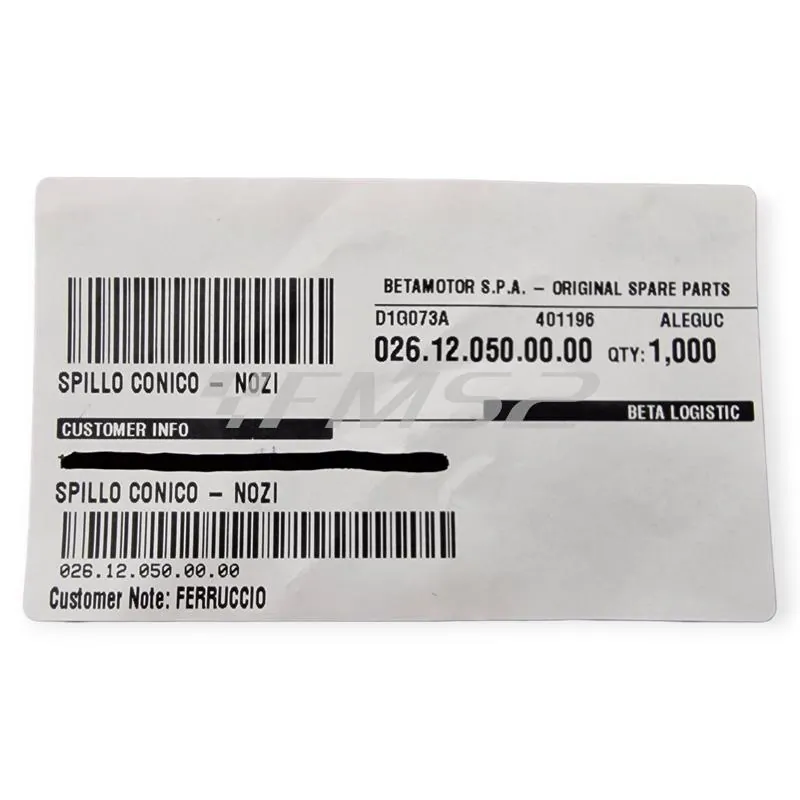 BETAMOTOR S.P.A. – ORIGINAL SPARE PARTS
D1G073A 401196 ALEGUC
026.12.050.00.00 QTY: 1,000
SPILLO CONICO – NOZI
FMS2
BETA LOGISTIC
CUSTOMER INFO
SPILLO CONICO – NOZI
026.12.050.00.00
Customer Note: FERRUCCIO